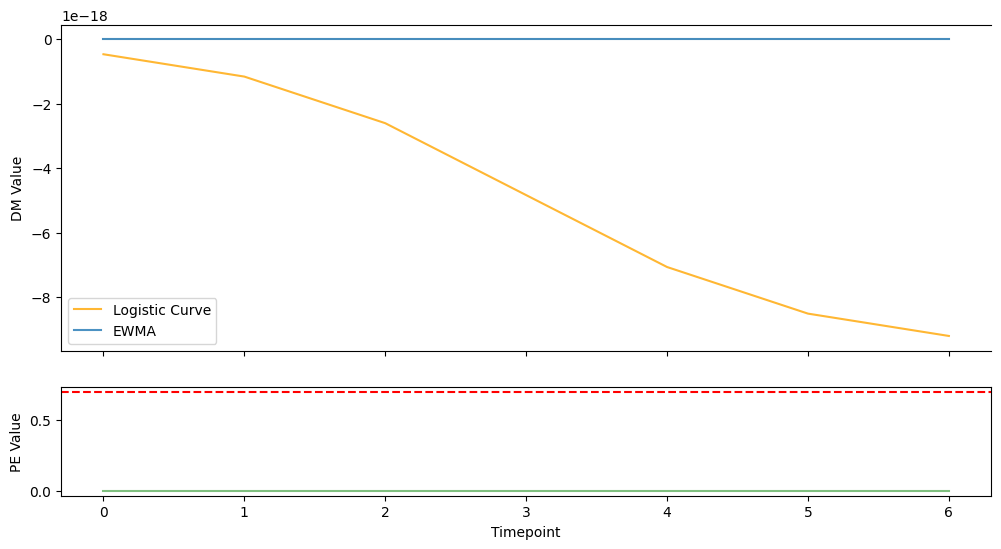 1e−18
0
−2
−4
−6
−8
DM Value
Logistic Curve
EWMA
0.5
0.0
PE Value
0 1 2 3 4 5 6
Timepoint